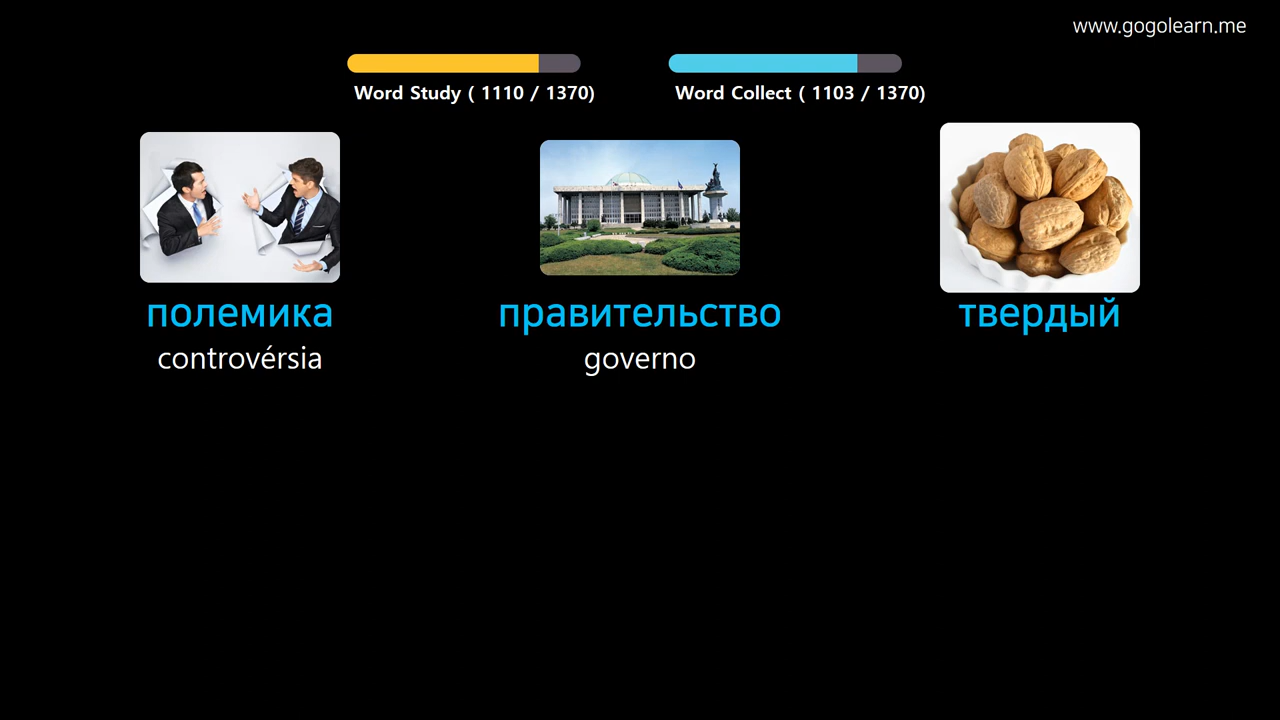 www.gogolearn.me
Word Study ( 1110 / 1370)
Word Collect ( 1103 / 1370)
полемика
правительство
твердый
controvérsia
governo